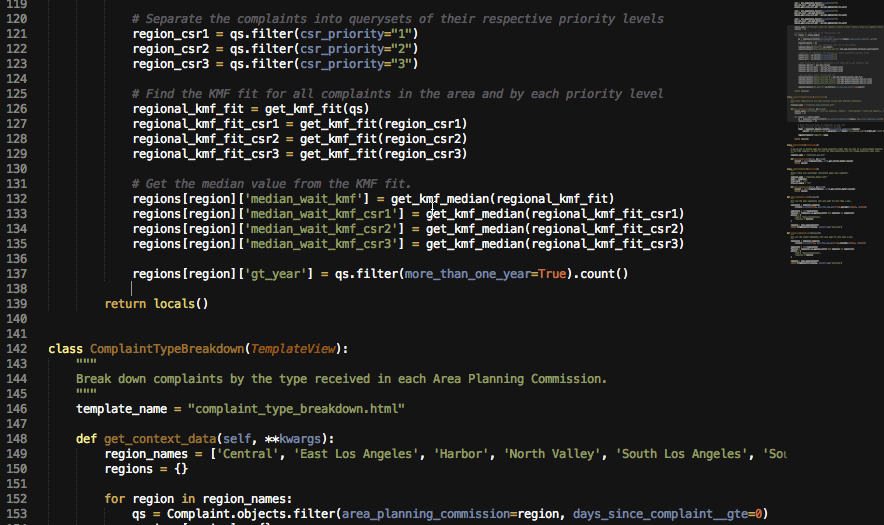 119
120 # Separate the complaints into querysets of their respective priority levels
121 region_csr1 = qs.filter(csr_priority="1")
122 region_csr2 = qs.filter(csr_priority="2")
123 region_csr3 = qs.filter(csr_priority="3")
124
125 # Find the KMF fit for all complaints in the area and by each priority level
126 regional_kmf_fit = get_kmf_fit(qs)
127 regional_kmf_fit_csr1 = get_kmf_fit(region_csr1)
128 regional_kmf_fit_csr2 = get_kmf_fit(region_csr2)
129 regional_kmf_fit_csr3 = get_kmf_fit(region_csr3)
130
131 # Get the median value from the KMF fit.
132 regions[region]['median_wait_kmf'] = get_kmf_median(regional_kmf_fit)
133 regions[region]['median_wait_kmf_csr1'] = get_kmf_median(regional_kmf_fit_csr1)
134 regions[region]['median_wait_kmf_csr2'] = get_kmf_median(regional_kmf_fit_csr2)
135 regions[region]['median_wait_kmf_csr3'] = get_kmf_median(regional_kmf_fit_csr3)
136
137 regions[region]['gt_year'] = qs.filter(more_than_one_year=True).count()
138
139 return locals()
140
141
142 class ComplaintTypeBreakdown(TemplateView):
143 """
144 Break down complaints by the type received in each Area Planning Commission.
145 """
146 template_name = "complaint_type_breakdown.html"
147
148 def get_context_data(self, **kwargs):
149 region_names = ['Central', 'East Los Angeles', 'Harbor', 'North Valley', 'South Los Angeles', 'Sou
150 regions = {}
151
152 for region in region_names:
153 qs = Complaint.objects.filter(area_planning_commission=region, days_since_complaint__gte=0)